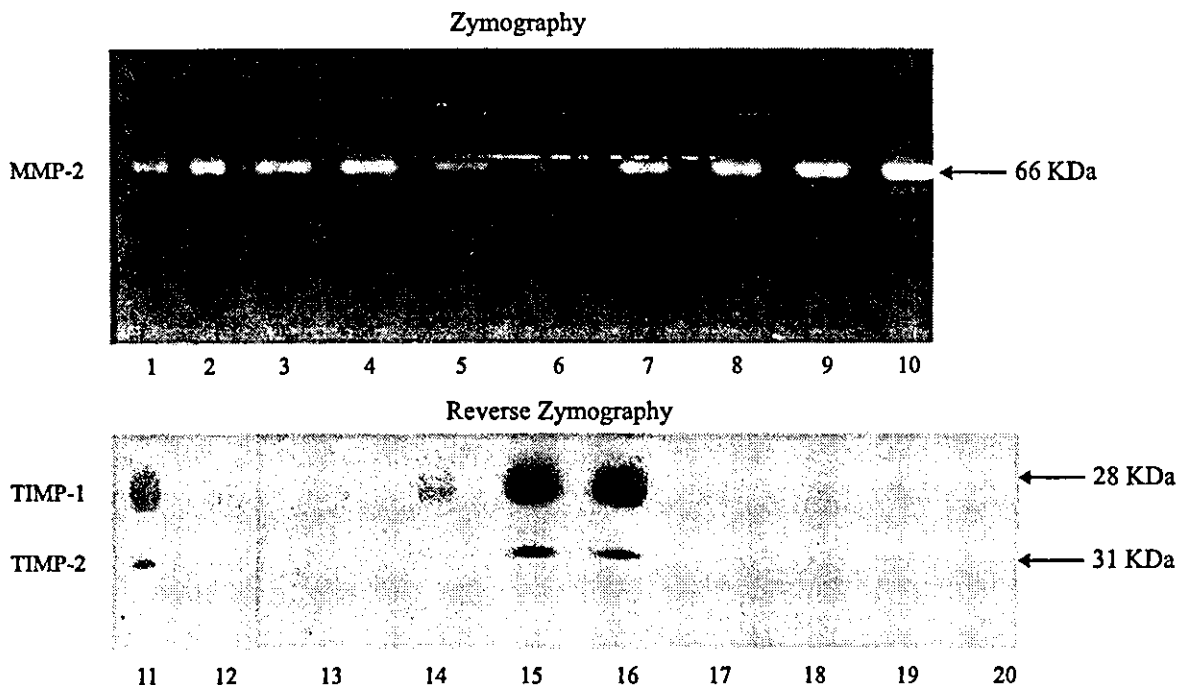 Zymography
MMP-2
66 KDa
1 2 3 4 5 6 7 8 9 10
Reverse Zymography
TIMP-1
28 KDa
TIMP-2
31 KDa
11 12 13 14 15 16 17 18 19 20